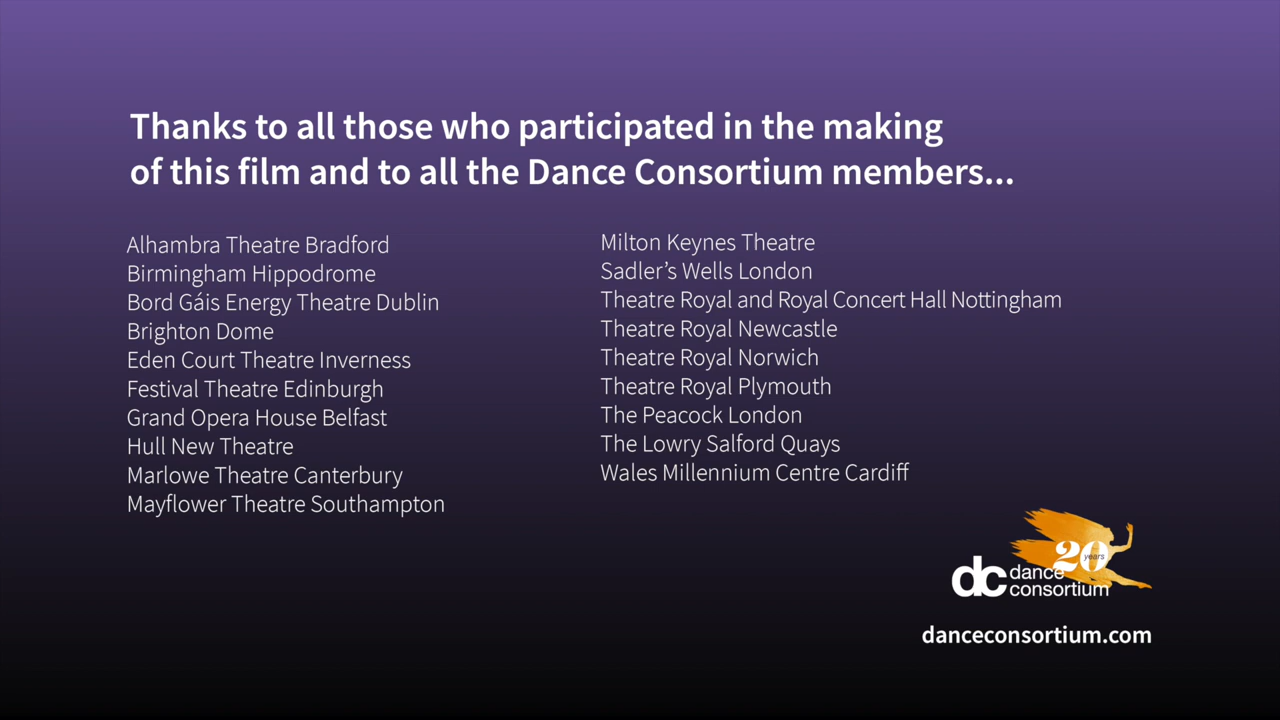 Thanks to all those who participated in the making
of this film and to all the Dance Consortium members...
Alhambra Theatre Bradford
Birmingham Hippodrome
Bord Gáis Energy Theatre Dublin
Brighton Dome
Eden Court Theatre Inverness
Festival Theatre Edinburgh
Grand Opera House Belfast
Hull New Theatre
Marlowe Theatre Canterbury
Mayflower Theatre Southampton
Milton Keynes Theatre
Sadler’s Wells London
Theatre Royal and Royal Concert Hall Nottingham
Theatre Royal Newcastle
Theatre Royal Norwich
Theatre Royal Plymouth
The Peacock London
The Lowry Salford Quays
Wales Millennium Centre Cardiff
20 years
dc dance
consortium
danceconsortium.com